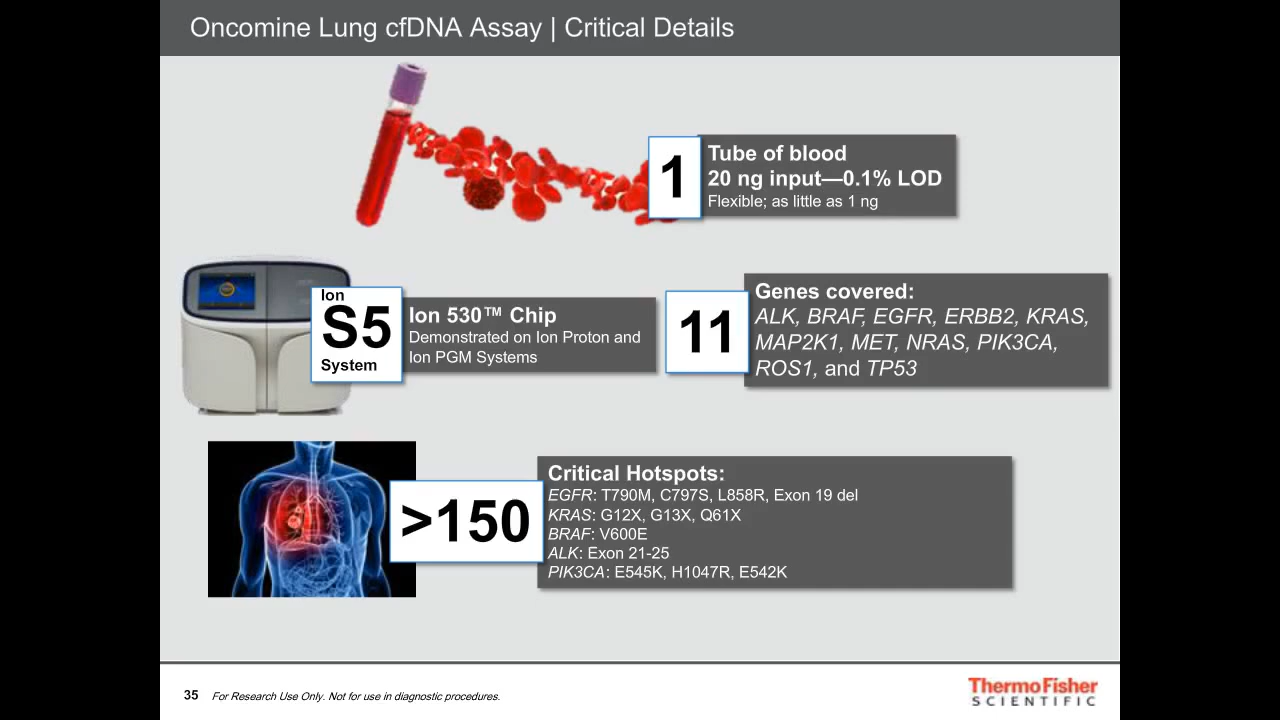 Oncomine Lung cfDNA Assay | Critical Details
1
Tube of blood
20 ng input—0.1% LOD
Flexible; as little as 1 ng
Ion
S5
System
Ion 530™ Chip
Demonstrated on Ion Proton and
Ion PGM Systems
11
Genes covered:
ALK, BRAF, EGFR, ERBB2, KRAS,
MAP2K1, MET, NRAS, PIK3CA,
ROS1, and TP53
>150
Critical Hotspots:
EGFR: T790M, C797S, L858R, Exon 19 del
KRAS: G12X, G13X, Q61X
BRAF: V600E
ALK: Exon 21-25
PIK3CA: E545K, H1047R, E542K
35 For Research Use Only. Not for use in diagnostic procedures.
ThermoFisher
SCIENTIFIC